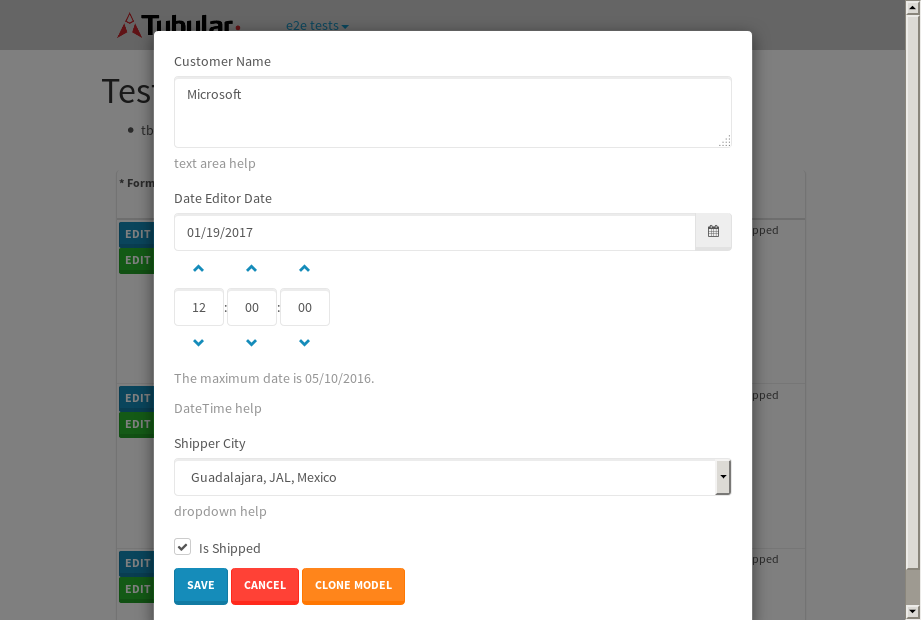 Tubular
e2e tests
Customer Name
Microsoft
text area help
Date Editor Date
01/19/2017
12 : 00 : 00
The maximum date is 05/10/2016.
DateTime help
Shipper City
Guadalajara, JAL, Mexico
dropdown help
Is Shipped
SAVE CANCEL CLONE MODEL
Tes
tb
* Form
EDIT
EDIT
pped
EDIT
EDIT
pped
EDIT
EDIT
pped